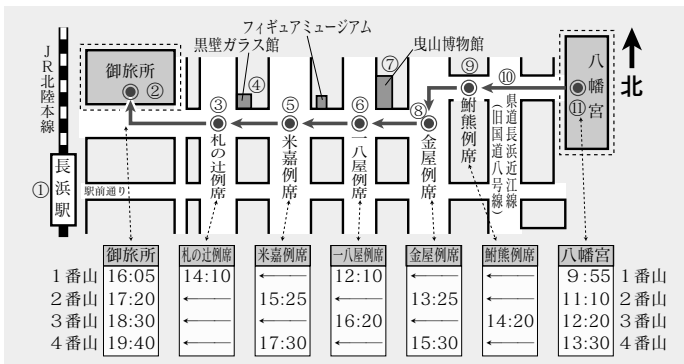 フィギュアミュージアム
黒壁ガラス館
曳山博物館
JR北陸本線
御旅所
②
④
⑦
⑨
⑩
八幡宮
⑪
北
③
⑤
⑥
⑧
札の辻例席
米嘉例席
一八屋例席
金屋例席
鮒熊例席
県道長浜近江線
(旧国道八号線)
①
長浜駅
駅前通り
御旅所 札の辻例席 米嘉例席 一八屋例席 金屋例席 鮒熊例席 八幡宮
1番山 16:05 14:10 ← 12:10 ← ← 9:55 1番山
2番山 17:20 ← 15:25 ← 13:25 ← 11:10 2番山
3番山 18:30 ← ← 16:20 ← 14:20 12:20 3番山
4番山 19:40 ← 17:30 ← 15:30 ← 13:30 4番山